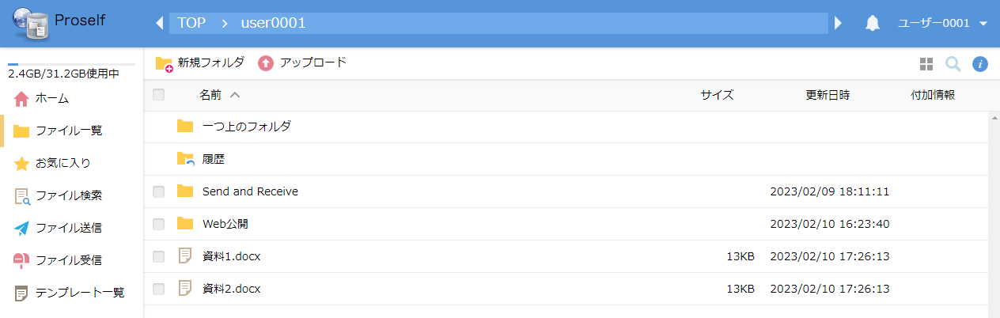 Proself
TOP user0001
ユーザー0001
2.4GB/31.2GB使用中
ホーム
ファイル一覧
お気に入り
ファイル検索
ファイル送信
ファイル受信
テンプレート一覧
新規フォルダ アップロード
名前 サイズ 更新日時 付加情報
一つ上のフォルダ
履歴
Send and Receive 2023/02/09 18:11:11
Web公開 2023/02/10 16:23:40
資料1.docx 13KB 2023/02/10 17:26:13
資料2.docx 13KB 2023/02/10 17:26:13